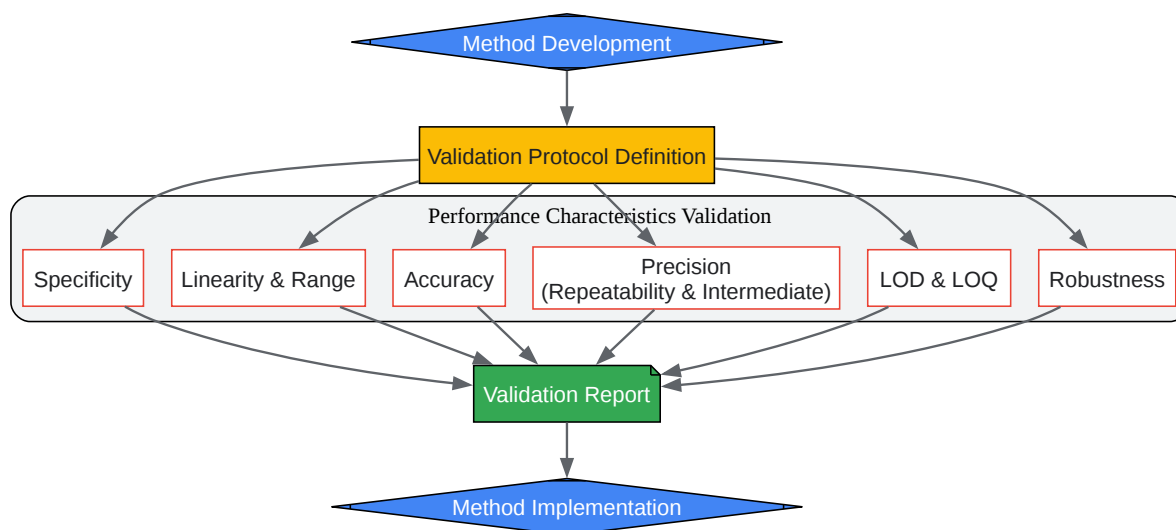 Method Development
Validation Protocol Definition
Performance Characteristics Validation
Specificity
Linearity & Range
Accuracy
Precision
(Repeatability & Intermediate)
LOD & LOQ
Robustness
Validation Report
Method Implementation